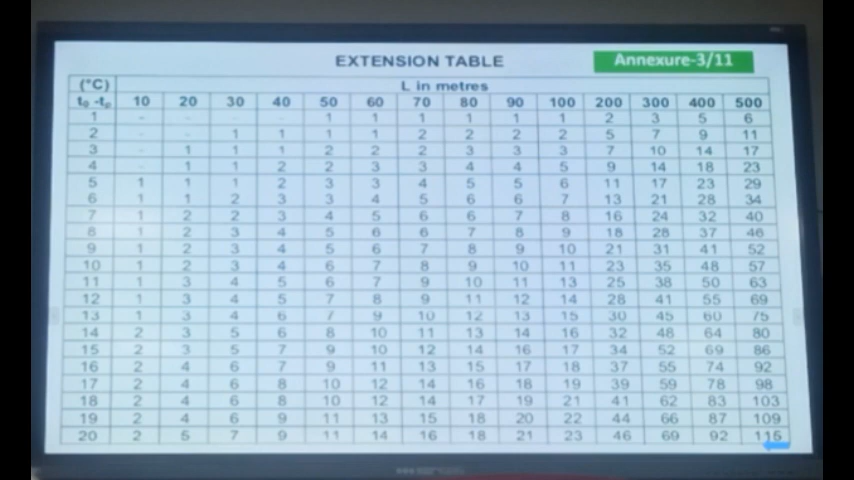 EXTENSION TABLE
Annexure-3/11
(°C) L in metres
t₀ -tₚ 10 20 30 40 50 60 70 80 90 100 200 300 400 500
1 - - - - 1 1 1 1 1 1 2 3 5 6
2 - - 1 1 1 1 2 2 2 2 5 7 9 11
3 - 1 1 1 2 2 2 3 3 3 7 10 14 17
4 - 1 1 2 2 3 3 4 4 5 9 14 18 23
5 1 1 1 2 3 3 4 5 5 6 11 17 23 29
6 1 1 2 3 3 4 5 6 6 7 13 21 28 34
7 1 2 2 3 4 5 6 6 7 8 16 24 32 40
8 1 2 3 4 5 6 6 7 8 9 18 28 37 46
9 1 2 3 4 5 6 7 8 9 10 21 31 41 52
10 1 2 3 4 6 7 8 9 10 11 23 35 48 57
11 1 3 4 5 6 7 9 10 11 13 25 38 50 63
12 1 3 4 5 7 8 9 11 12 14 28 41 55 69
13 1 3 4 6 7 9 10 12 13 15 30 45 60 75
14 2 3 5 6 8 10 11 13 14 16 32 48 64 80
15 2 3 5 7 9 10 12 14 16 17 34 52 69 86
16 2 4 6 7 9 11 13 15 17 18 37 55 74 92
17 2 4 6 8 10 12 14 16 18 19 39 59 78 98
18 2 4 6 8 10 12 14 17 19 21 41 62 83 103
19 2 4 6 9 11 13 15 18 20 22 44 66 87 109
20 2 5 7 9 11 14 16 18 21 23 46 69 92 115